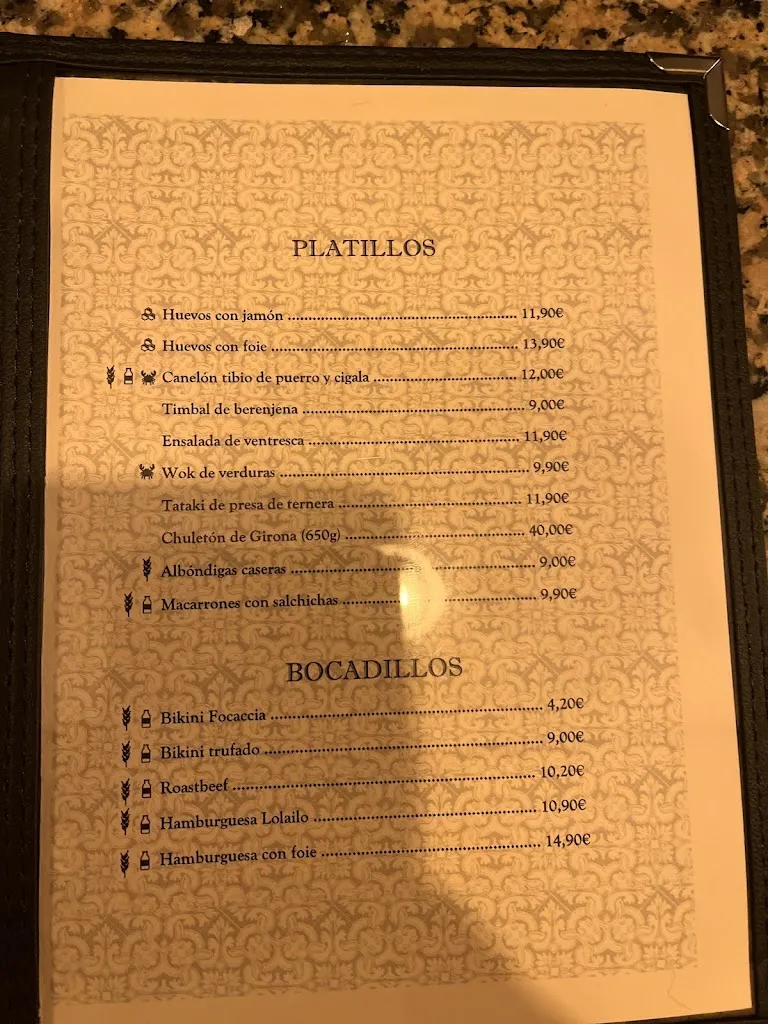 PLATILLOS
Huevos con jamón ........ 11,90€
Huevos con foie ........ 13,90€
Canelón tibio de puerro y cigala ........ 12,00€
Timbal de berenjena ........ 9,00€
Ensalada de ventresca ........ 11,90€
Wok de verduras ........ 9,90€
Tataki de presa de ternera ........ 11,90€
Chuletón de Girona (650g) ........ 40,00€
Albóndigas caseras ........ 9,00€
Macarrones con salchichas ........ 9,90€
BOCADILLOS
Bikini Focaccia ........ 4,20€
Bikini trufado ........ 9,00€
Roastbeef ........ 10,20€
Hamburguesa Lolailo ........ 10,90€
Hamburguesa con foie ........ 14,90€